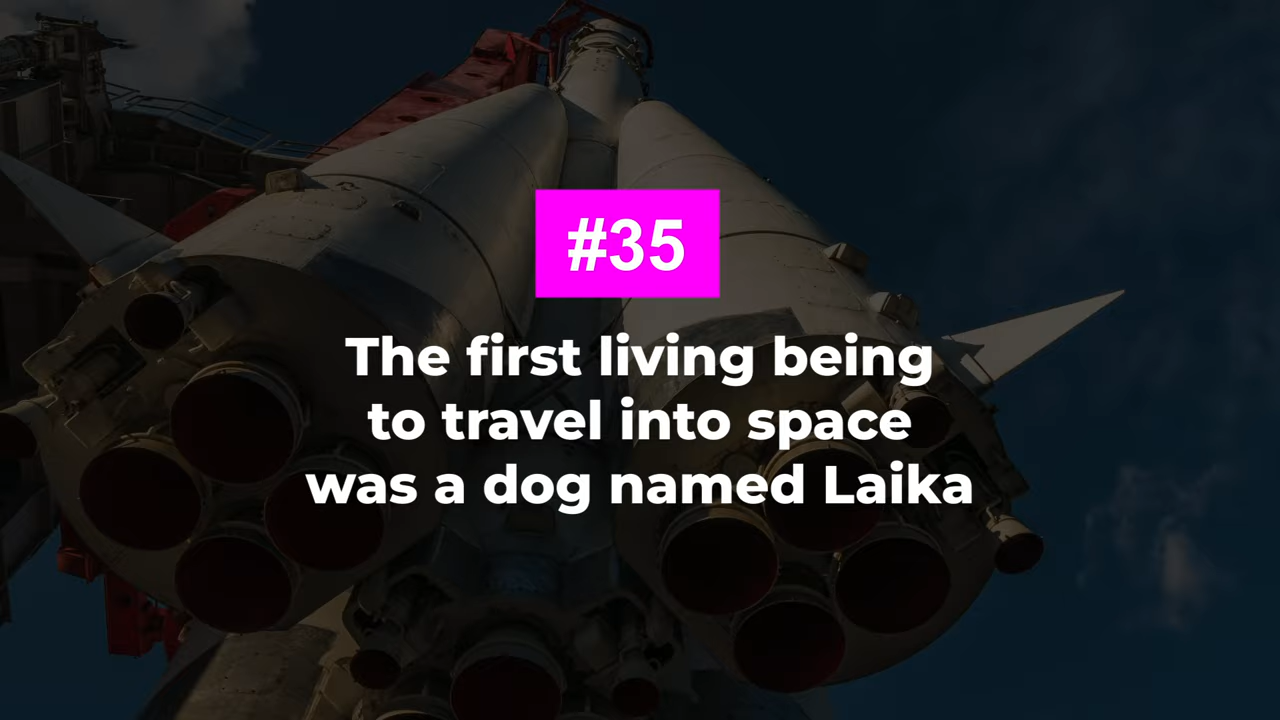 #35
The first living being
to travel into space
was a dog named Laika